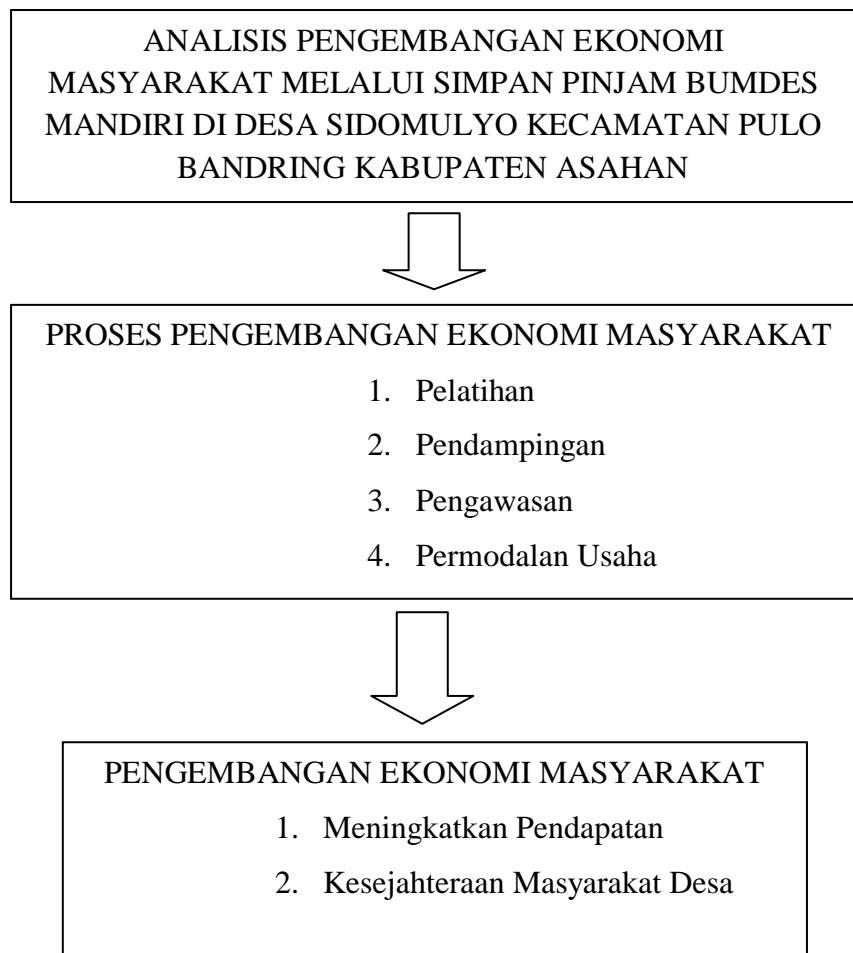 ANALISIS PENGEMBANGAN EKONOMI
MASYARAKAT MELALUI SIMPAN PINJAM BUMDES
MANDIRI DI DESA SIDOMULYO KECAMATAN PULO
BANDRING KABUPATEN ASAHAN
PROSES PENGEMBANGAN EKONOMI MASYARAKAT
1. Pelatihan
2. Pendampingan
3. Pengawasan
4. Permodalan Usaha
PENGEMBANGAN EKONOMI MASYARAKAT
1. Meningkatkan Pendapatan
2. Kesejahteraan Masyarakat Desa